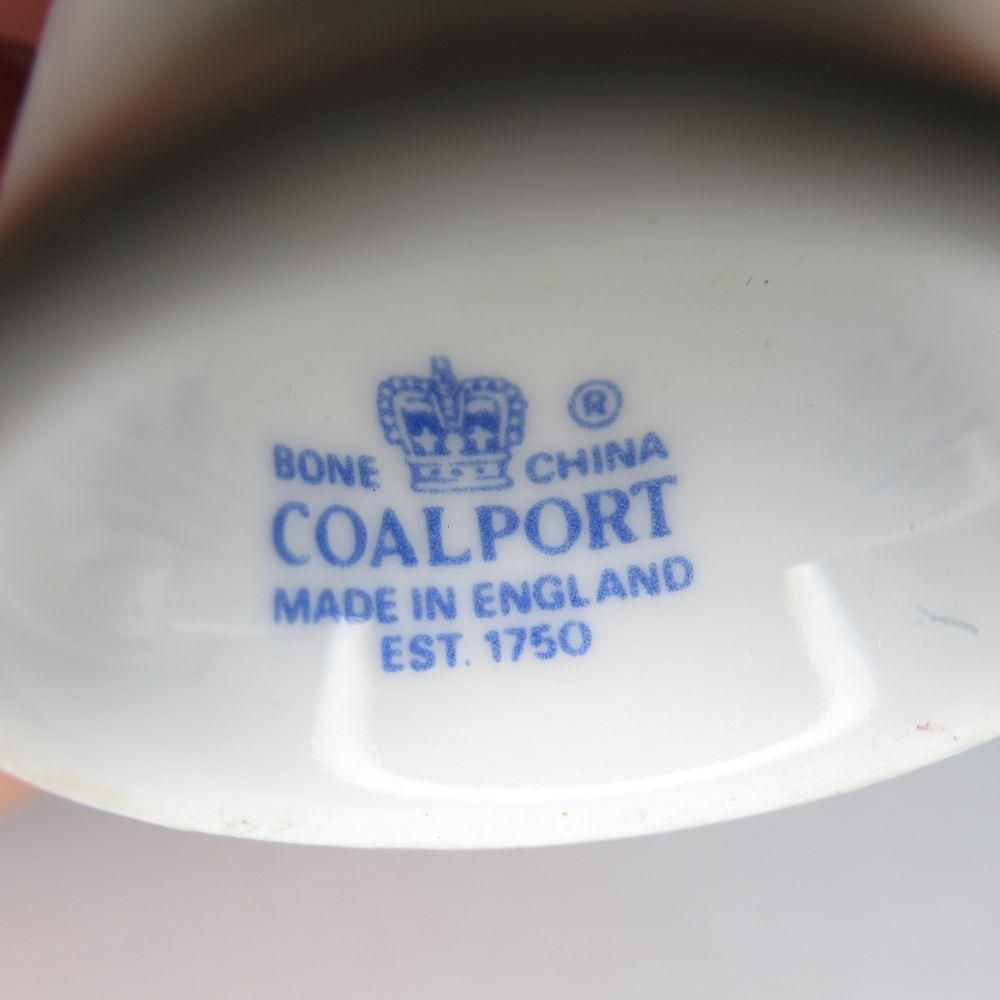 ®
BONE CHINA
COALPORT
MADE IN ENGLAND
EST. 1750